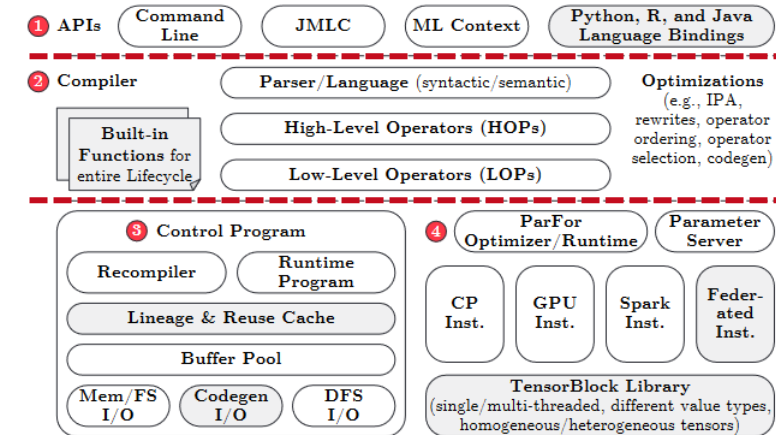 1 APIs
Command
Line
JMLC
ML Context
Python, R, and Java
Language Bindings
2 Compiler
Parser/Language (syntactic/semantic)
High-Level Operators (HOPs)
Low-Level Operators (LOPs)
Built-in
Functions for
entire Lifecycle
Optimizations
(e.g., IPA,
rewrites, operator
ordering, operator
selection, codegen)
3 Control Program
Recompiler
Runtime
Program
Lineage & Reuse Cache
Buffer Pool
Mem/FS
I/O
Codegen
I/O
DFS
I/O
4
ParFor
Optimizer/Runtime
Parameter
Server
CP
Inst.
GPU
Inst.
Spark
Inst.
Feder-
ated
Inst.
TensorBlock Library
(single/multi-threaded, different value types,
homogeneous/heterogeneous tensors)